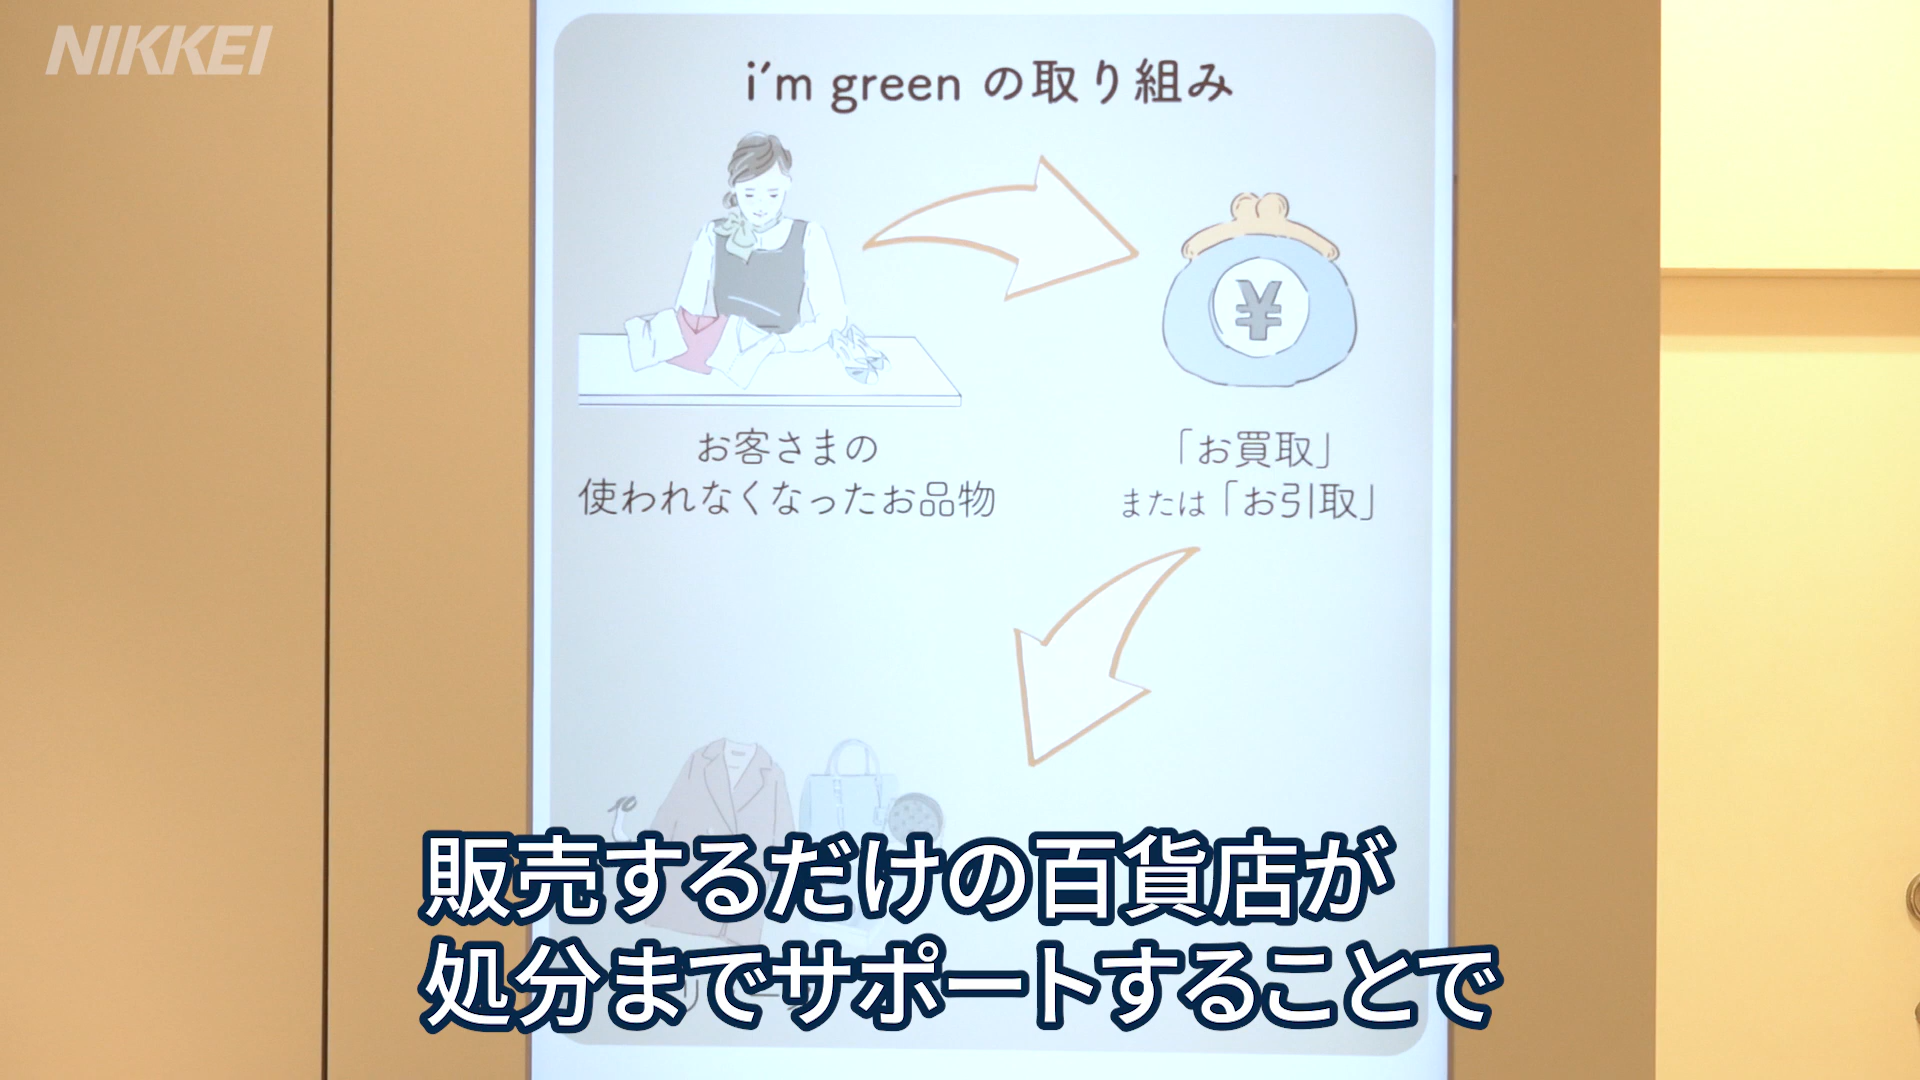 NIKKEI
i'm green の取り組み
¥
お客さまの
使われなくなったお品物
「お買取」
または「お引取」
販売するだけの百貨店が
処分までサポートすることで